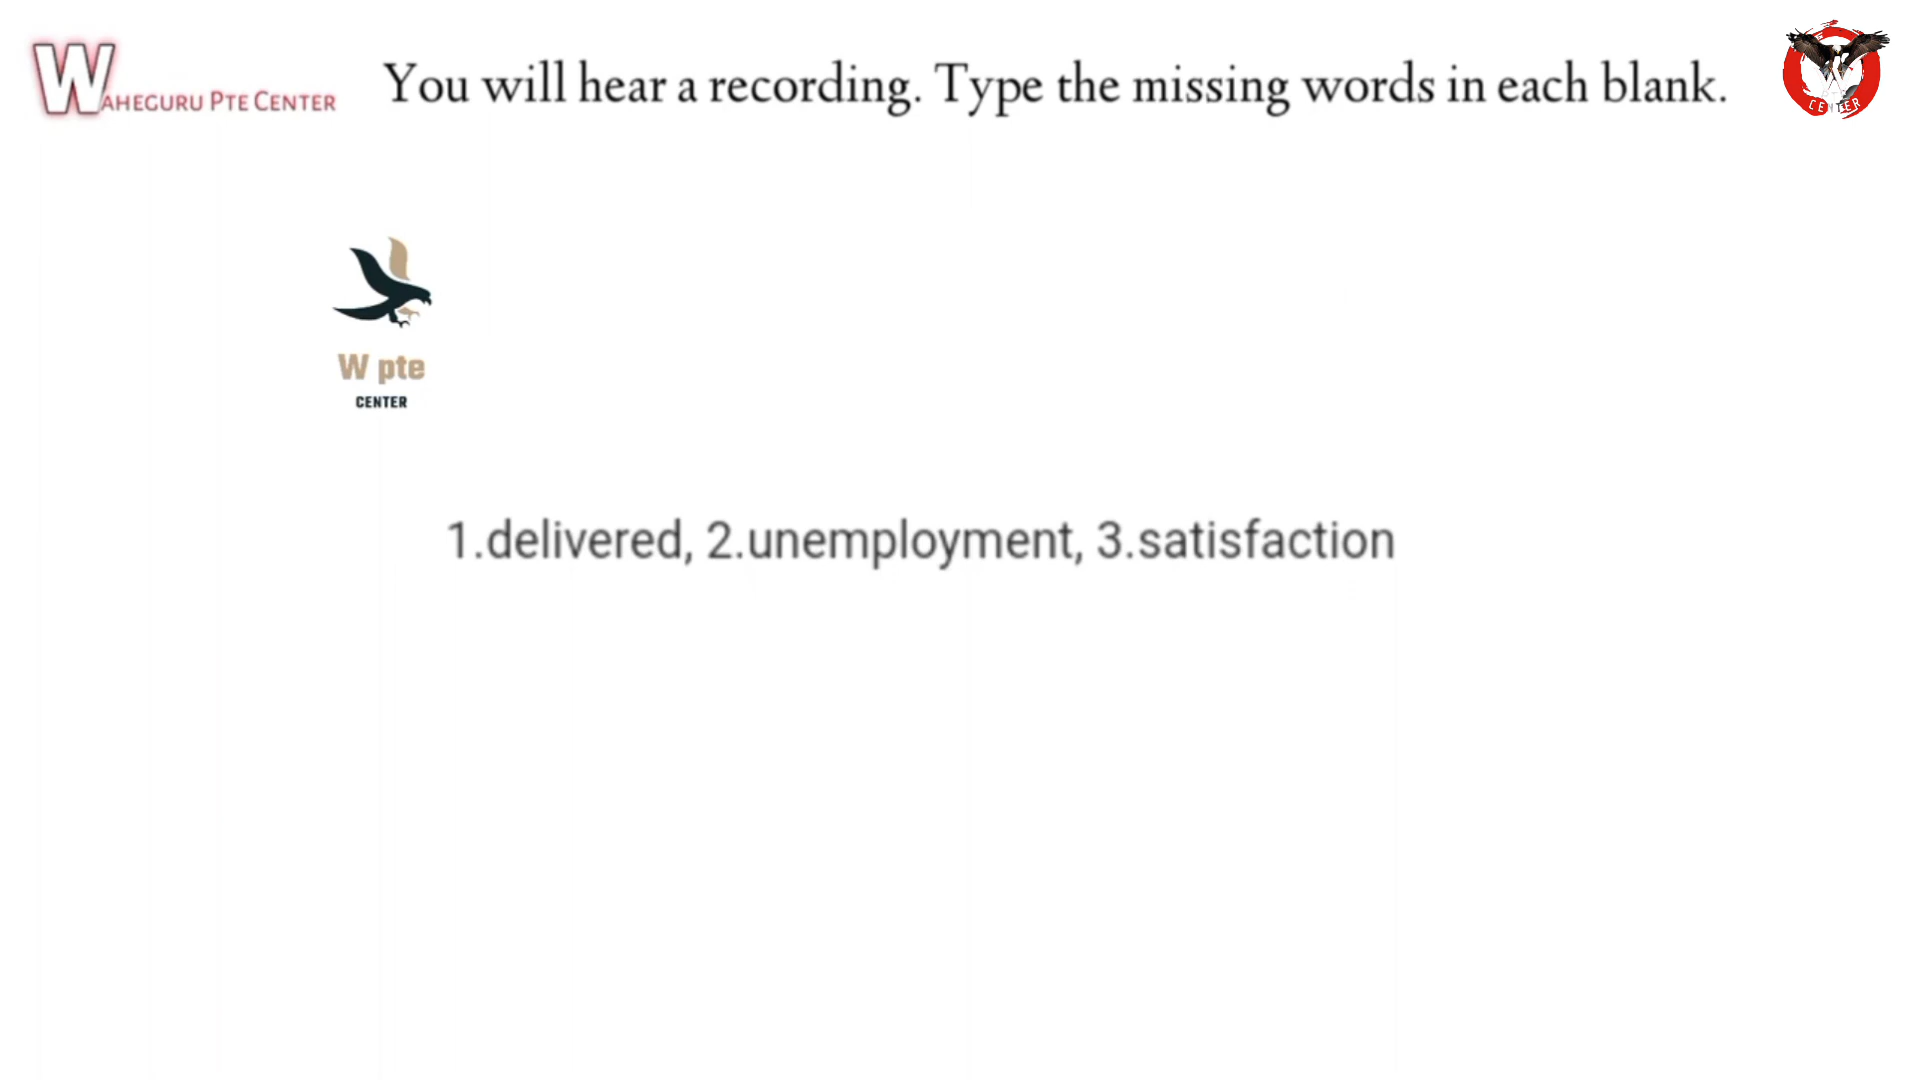 WAHEGURU PTE CENTER
You will hear a recording. Type the missing words in each blank.
CENTER
W pte
CENTER
1.delivered, 2.unemployment, 3.satisfaction